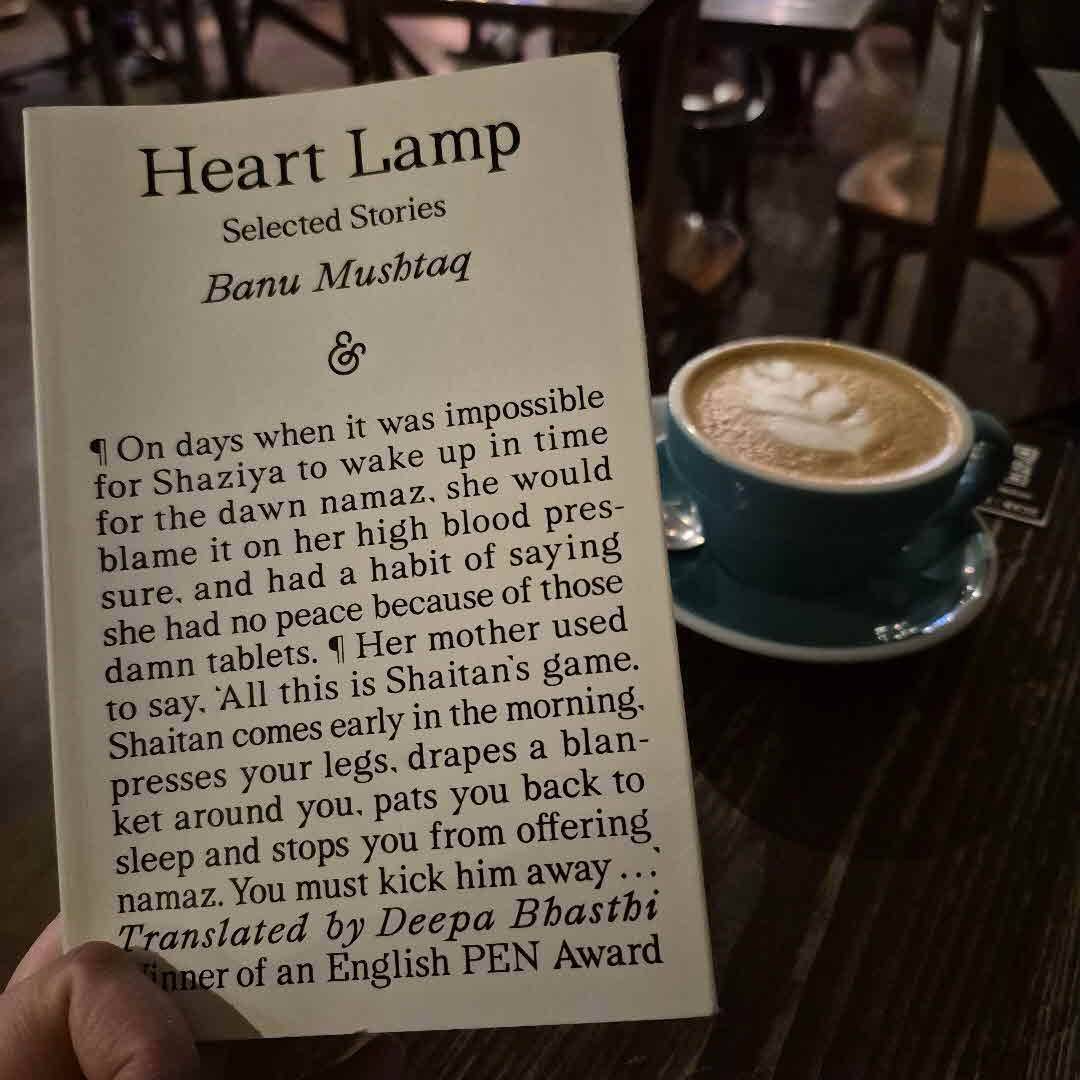 Heart Lamp
Selected Stories
Banu Mushtaq
&
¶ On days when it was impossible
for Shaziya to wake up in time
for the dawn namaz, she would
blame it on her high blood pres-
sure, and had a habit of saying
she had no peace because of those
damn tablets. ¶ Her mother used
to say, ‘All this is Shaitan’s game.
Shaitan comes early in the morning,
presses your legs, drapes a blan-
ket around you, pats you back to
sleep and stops you from offering
namaz. You must kick him away …’
Translated by Deepa Bhasthi
Winner of an English PEN Award